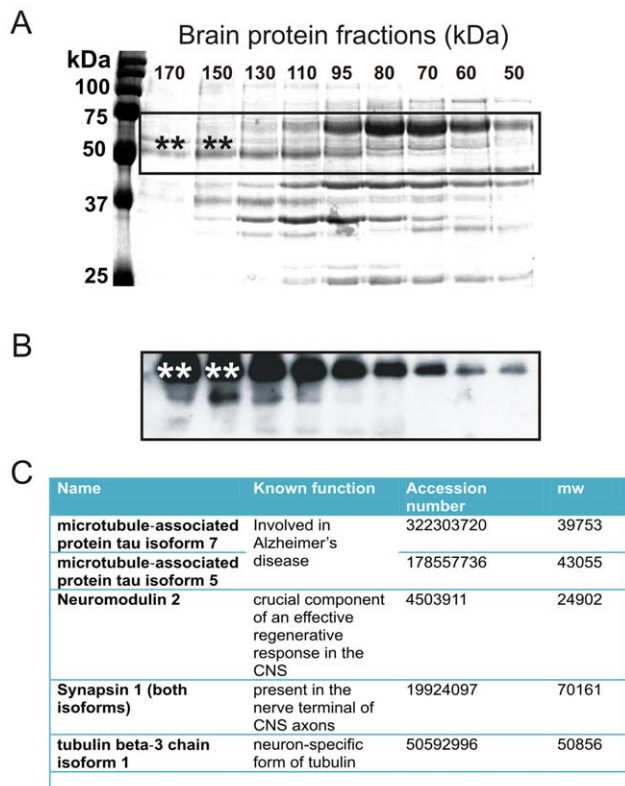 A
Brain protein fractions (kDa)
kDa
170 150 130 110 95 80 70 60 50
100
75
50
37
25
** **
B
** **
C
Name Known function Accession number mw
microtubule-associated protein tau isoform 7 Involved in Alzheimer's disease 322303720 39753
microtubule-associated protein tau isoform 5 178557736 43055
Neuromodulin 2 crucial component of an effective regenerative response in the CNS 4503911 24902
Synapsin 1 (both isoforms) present in the nerve terminal of CNS axons 19924097 70161
tubulin beta-3 chain isoform 1 neuron-specific form of tubulin 50592996 50856